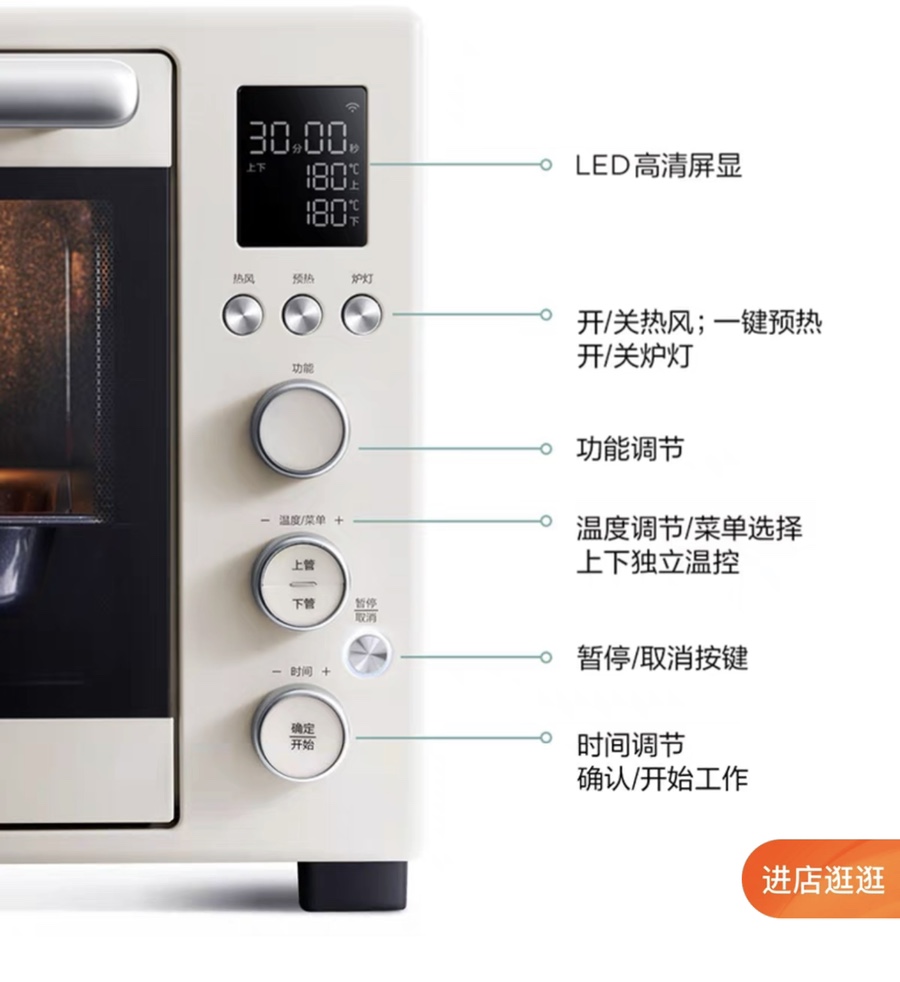 30分00秒
上下 180℃上
180℃下
LED高清屏显
热风 预热 炉灯
开/关热风；一键预热
开/关炉灯
功能
功能调节
－ 温度/菜单 ＋
温度调节/菜单选择
上下独立温控
上管
下管
暂停
取消
暂停/取消按键
－ 时间 ＋
确定
开始
时间调节
确认/开始工作
进店逛逛